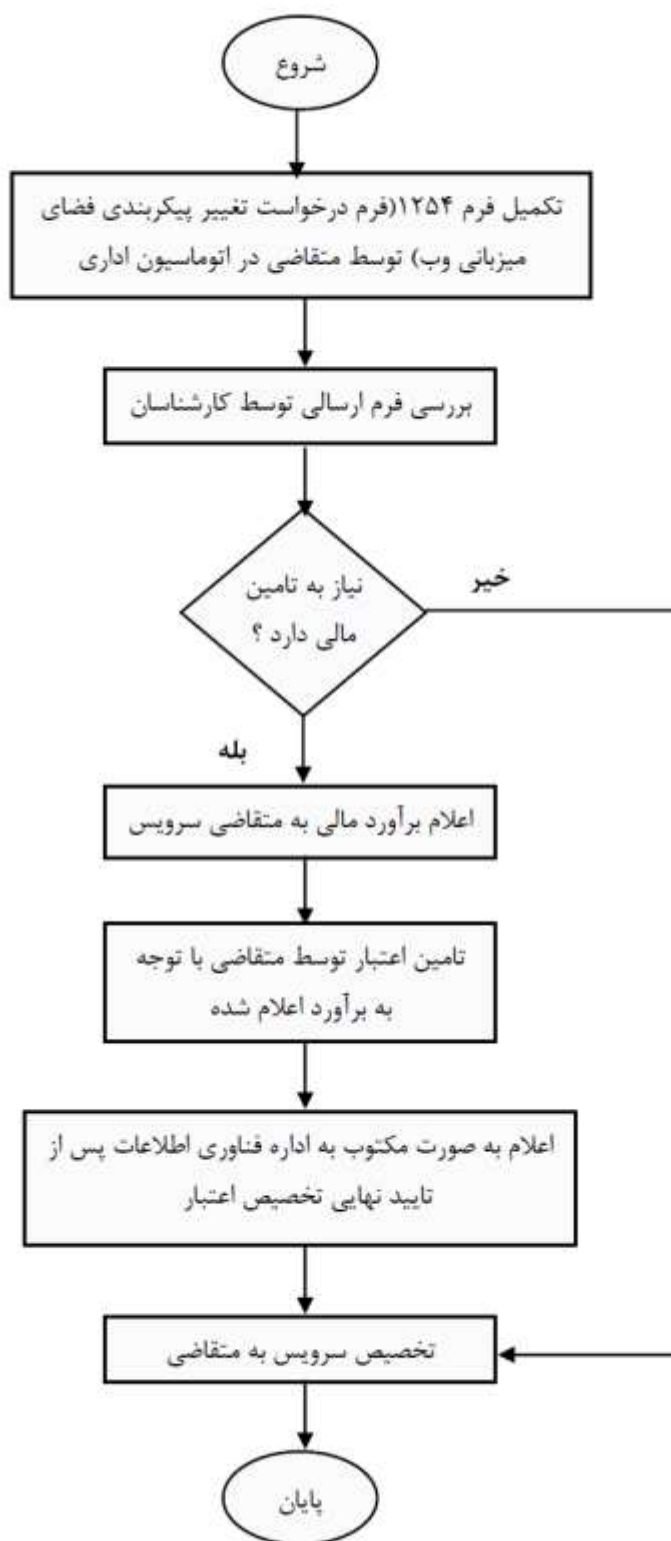 شروع
تکمیل فرم ۱۲۵۴(فرم درخواست تغییر پیکربندی فضای
میزبانی وب) توسط متقاضی در اتوماسیون اداری
بررسی فرم ارسالی توسط کارشناسان
نیاز به تامین
مالی دارد ؟
خیر
بله
اعلام برآورد مالی به متقاضی سرویس
تامین اعتبار توسط متقاضی با توجه
به برآورد اعلام شده
اعلام به صورت مکتوب به اداره فناوری اطلاعات پس از
تایید نهایی تخصیص اعتبار
تخصیص سرویس به متقاضی
پایان